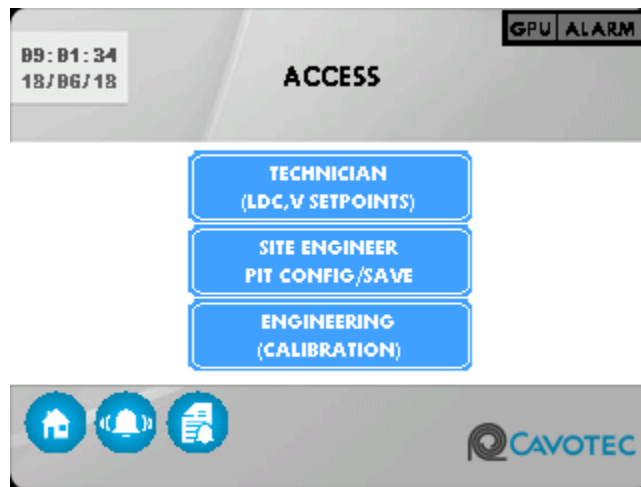 GPU ALARM
09:01:34
18/06/18
ACCESS
TECHNICIAN
(LDC,V SETPOINTS)
SITE ENGINEER
PIT CONFIG/SAVE
ENGINEERING
(CALIBRATION)
CAVOTEC